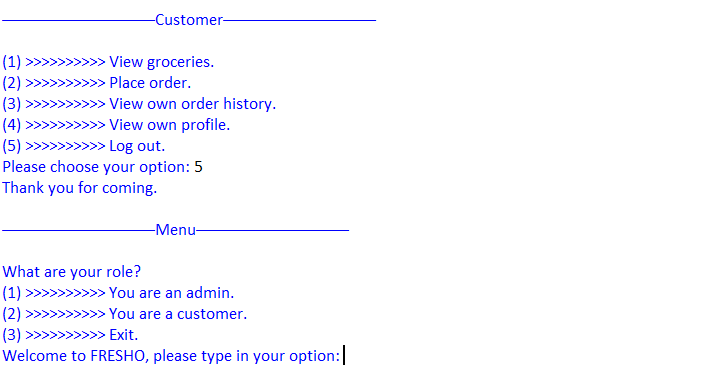 ———————————Customer———————————
(1) >>>>>>>>>> View groceries.
(2) >>>>>>>>>> Place order.
(3) >>>>>>>>>> View own order history.
(4) >>>>>>>>>> View own profile.
(5) >>>>>>>>>> Log out.
Please choose your option: 5
Thank you for coming.
———————————Menu———————————
What are your role?
(1) >>>>>>>>>> You are an admin.
(2) >>>>>>>>>> You are a customer.
(3) >>>>>>>>>> Exit.
Welcome to FRESHO, please type in your option: